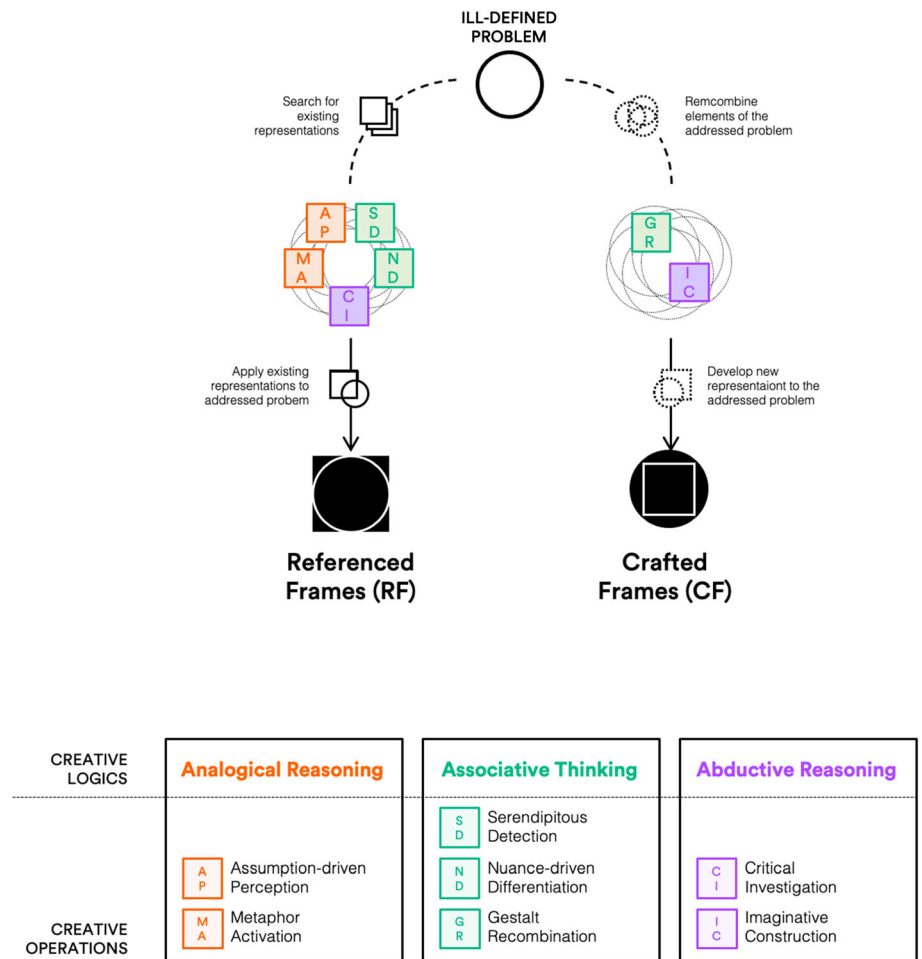 ILL-DEFINED
PROBLEM
Search for
existing
representations
Remcombine
elements of the
addressed problem
A
P
S
D
M
A
N
D
C
I
G
R
I
C
Apply existing
representations to
addressed probem
Develop new
representaiont to the
addressed problem
Referenced
Frames (RF)
Crafted
Frames (CF)
CREATIVE
LOGICS
Analogical Reasoning
Associative Thinking
Abductive Reasoning
CREATIVE
OPERATIONS
A
P
Assumption-driven
Perception
M
A
Metaphor
Activation
S
D
Serendipitous
Detection
N
D
Nuance-driven
Differentiation
G
R
Gestalt
Recombination
C
I
Critical
Investigation
I
C
Imaginative
Construction